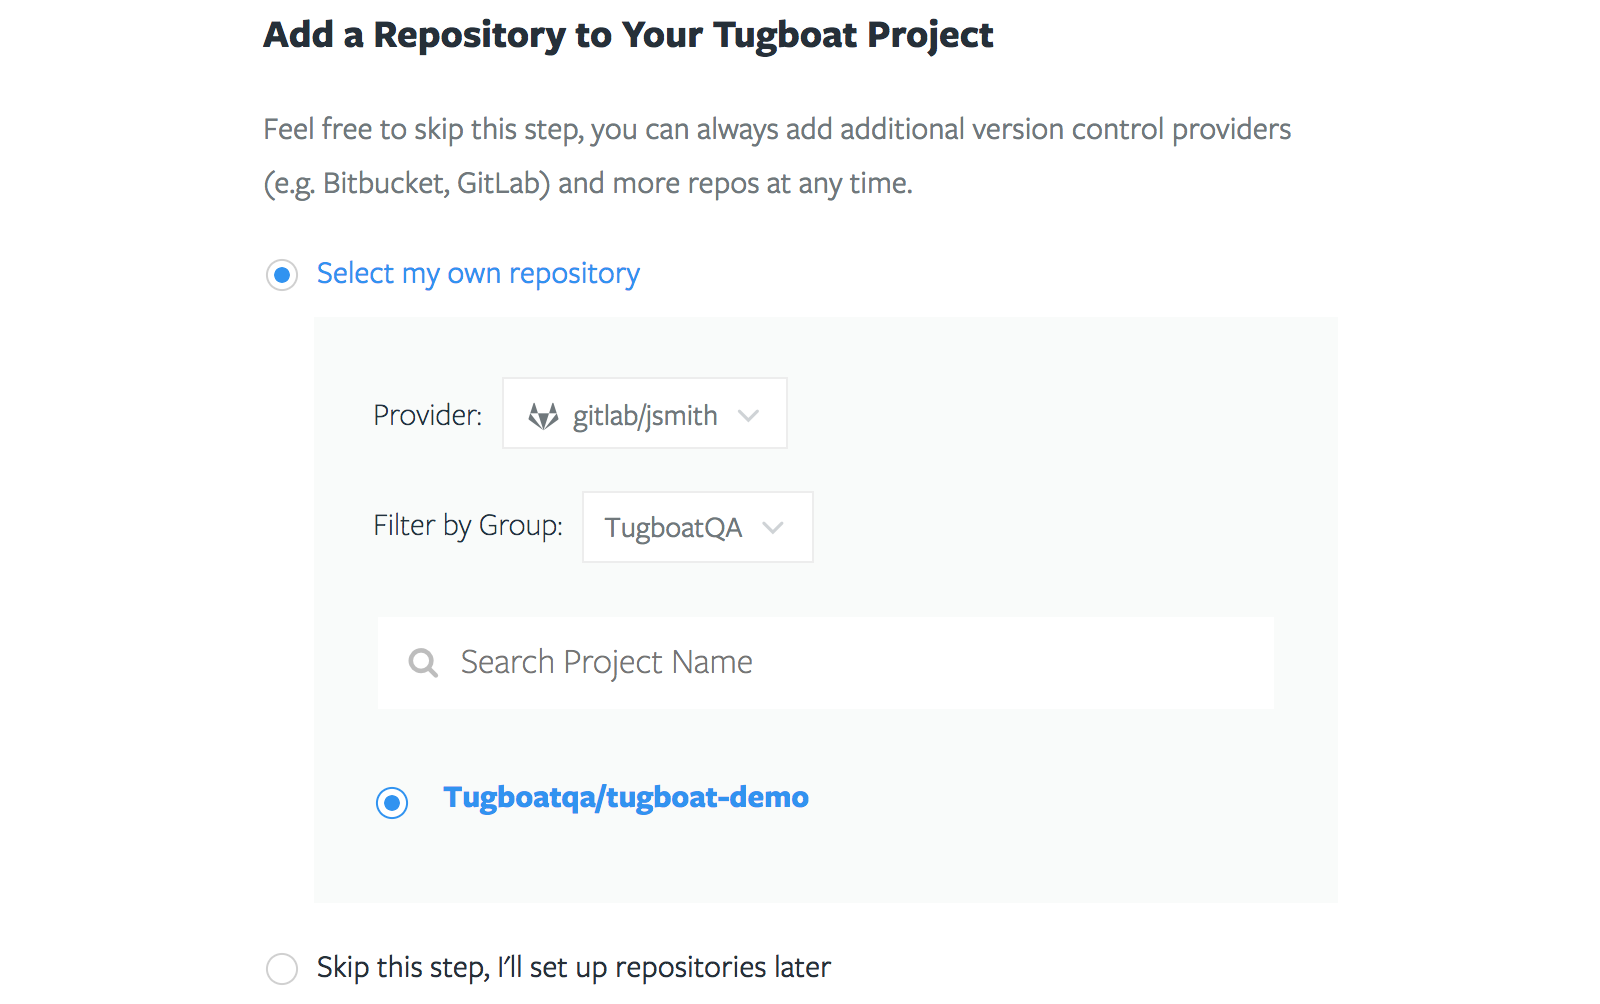 Add a Repository to Your Tugboat Project
Feel free to skip this step, you can always add additional version control providers
(e.g. Bitbucket, GitLab) and more repos at any time.
Select my own repository
Provider: gitlab/jsmith
Filter by Group: TugboatQA
Search Project Name
Tugboatqa/tugboat-demo
Skip this step, I'll set up repositories later